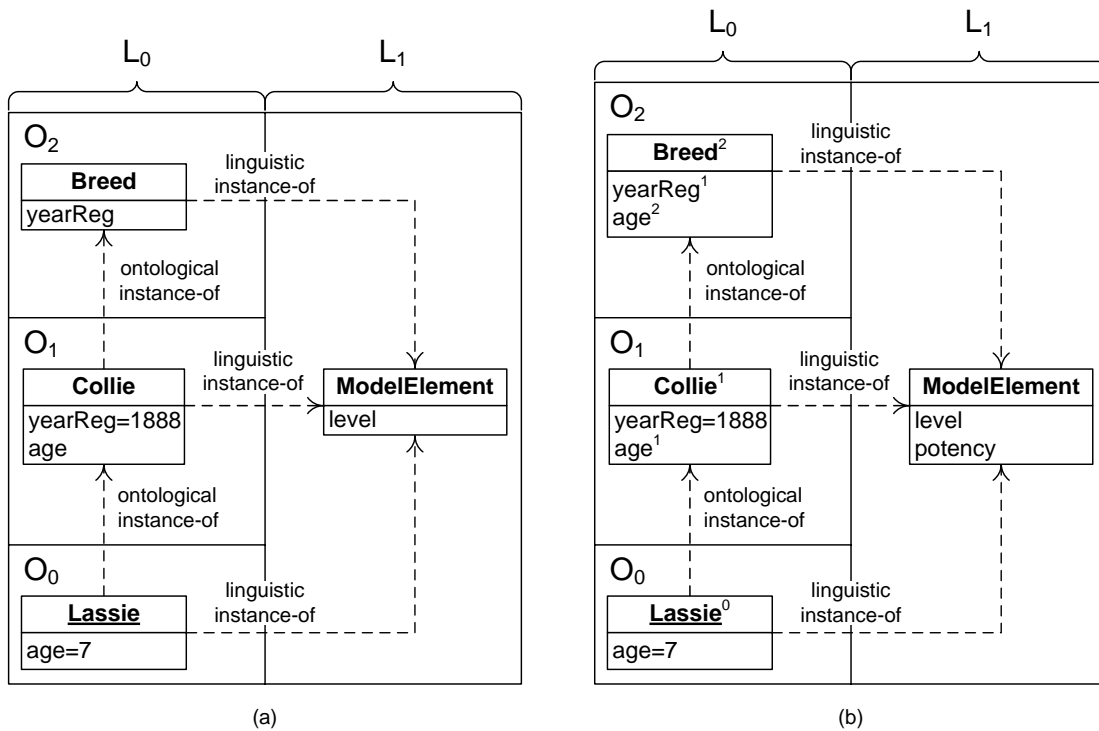 L0
L1
O2
Breed
yearReg
linguistic
instance-of
ontological
instance-of
O1
Collie
yearReg=1888
age
linguistic
instance-of
ModelElement
level
ontological
instance-of
O0
Lassie
age=7
linguistic
instance-of
(a)
L0
L1
O2
Breed2
yearReg1
age2
linguistic
instance-of
ontological
instance-of
O1
Collie1
yearReg=1888
age1
linguistic
instance-of
ModelElement
level
potency
ontological
instance-of
O0
Lassie0
age=7
linguistic
instance-of
(b)